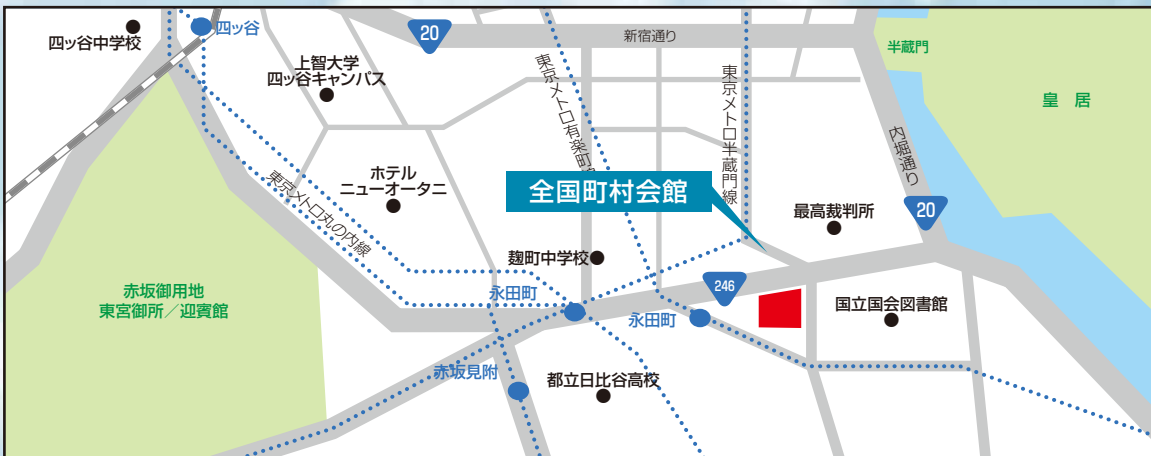 四ッ谷中学校
四ッ谷
20
新宿通り
半蔵門
皇居
上智大学
四ッ谷キャンパス
東京メトロ有楽町
東京メトロ半蔵門線
内堀通り
ホテル
ニューオータニ
東京メトロ丸の内線
全国町村会館
最高裁判所
20
麹町中学校
赤坂御用地
東宮御所／迎賓館
永田町
246
永田町
国立国会図書館
赤坂見附
都立日比谷高校